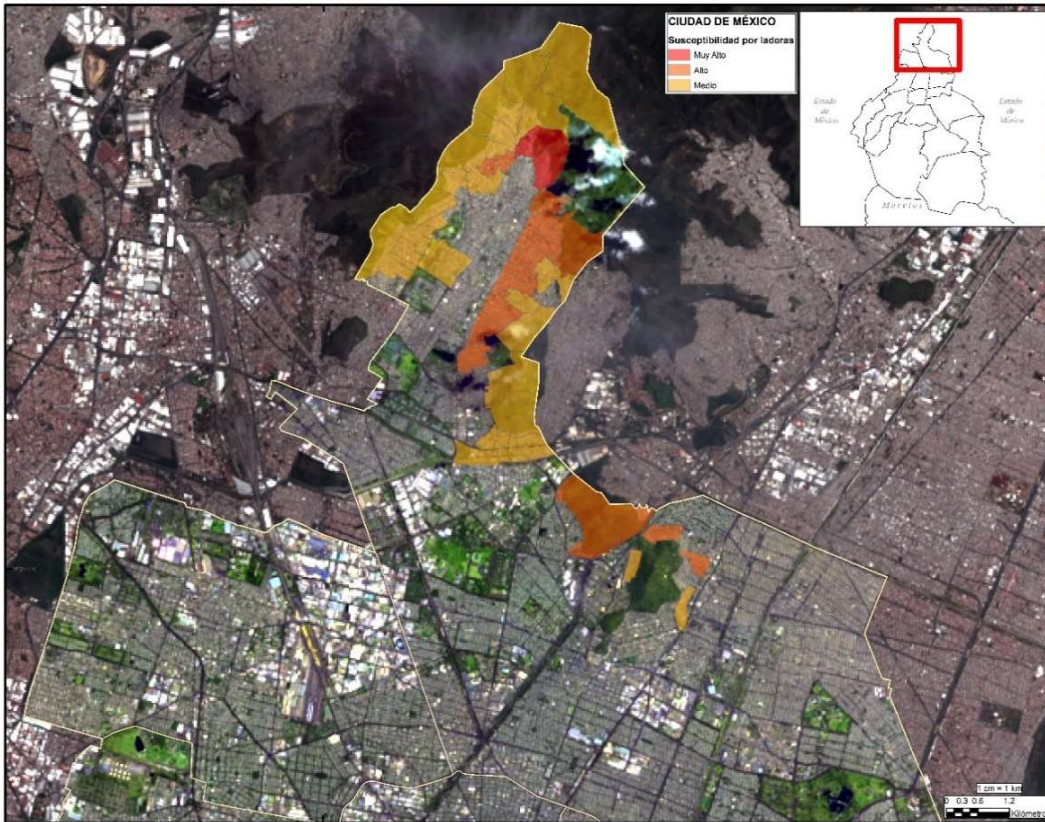 CIUDAD DE MÉXICO
Susceptibilidad por laderas
Muy Alto
Alto
Medio
Estado
de
México
Estado
de
México
Morelos
1 cm = 1 km
0 0.3 0.6 1.2
Kilómetros